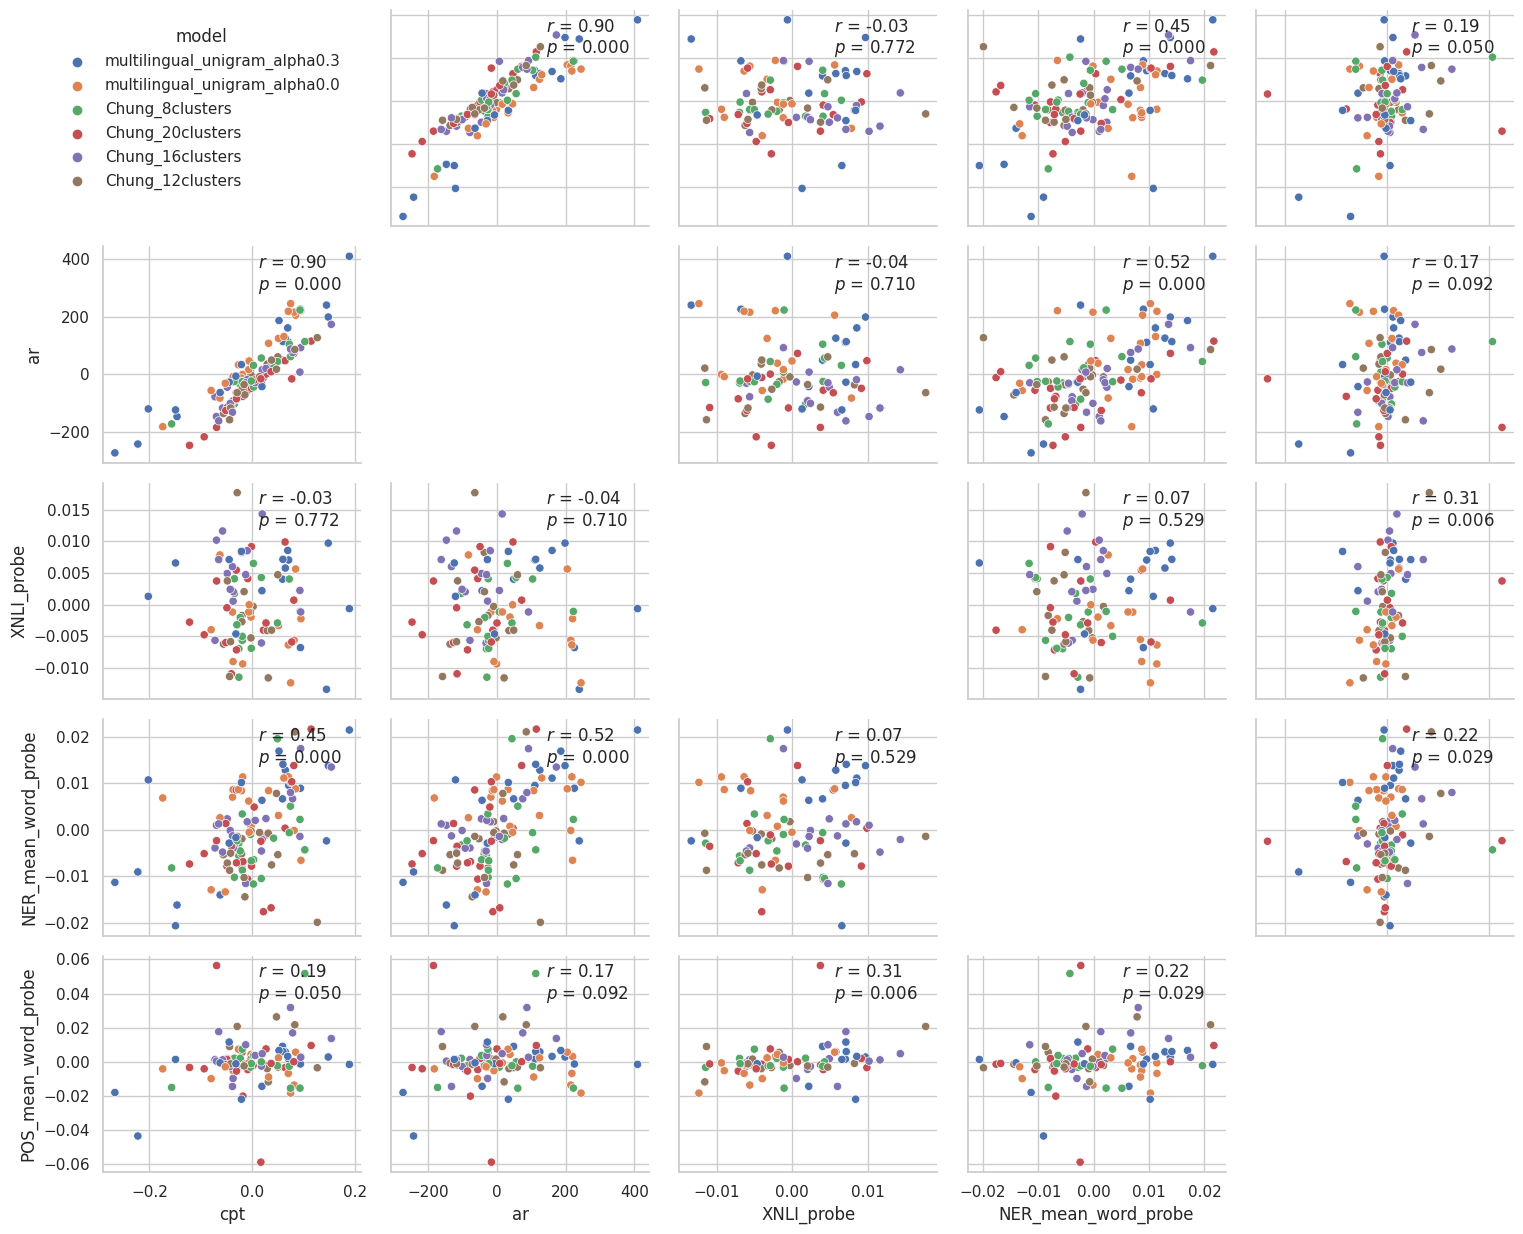 model
multilingual_unigram_alpha0.3
multilingual_unigram_alpha0.0
Chung_8clusters
Chung_20clusters
Chung_16clusters
Chung_12clusters
r = 0.90
p = 0.000
r = -0.03
p = 0.772
r = 0.45
p = 0.000
r = 0.19
p = 0.050
ar
400
200
0
−200
r = 0.90
p = 0.000
r = -0.04
p = 0.710
r = 0.52
p = 0.000
r = 0.17
p = 0.092
XNLI_probe
0.015
0.010
0.005
0.000
−0.005
−0.010
r = -0.03
p = 0.772
r = -0.04
p = 0.710
r = 0.07
p = 0.529
r = 0.31
p = 0.006
NER_mean_word_probe
0.02
0.01
0.00
−0.01
−0.02
r = 0.45
p = 0.000
r = 0.52
p = 0.000
r = 0.07
p = 0.529
r = 0.22
p = 0.029
POS_mean_word_probe
0.06
0.04
0.02
0.00
−0.02
−0.04
−0.06
r = 0.19
p = 0.050
r = 0.17
p = 0.092
r = 0.31
p = 0.006
r = 0.22
p = 0.029
−0.2 0.0 0.2
cpt
−200 0 200 400
ar
−0.01 0.00 0.01
XNLI_probe
−0.02 −0.01 0.00 0.01 0.02
NER_mean_word_probe